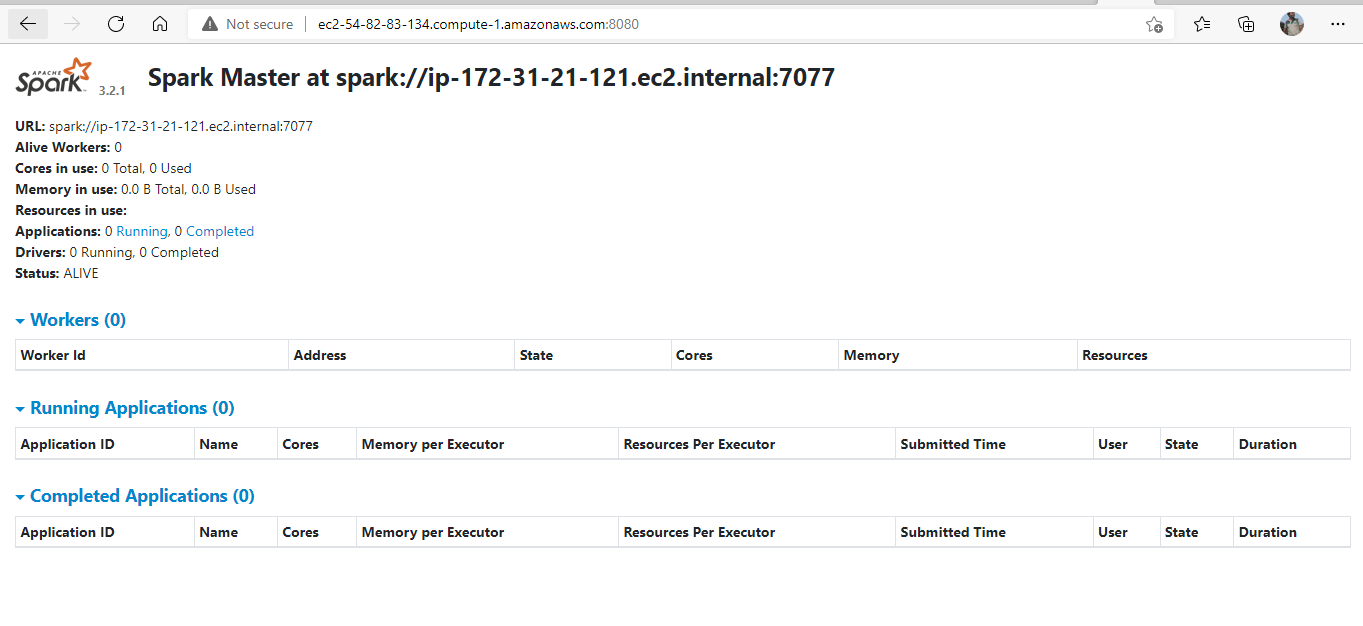 Not secure ec2-54-82-83-134.compute-1.amazonaws.com:8080
APACHE Spark 3.2.1 Spark Master at spark://ip-172-31-21-121.ec2.internal:7077
URL: spark://ip-172-31-21-121.ec2.internal:7077
Alive Workers: 0
Cores in use: 0 Total, 0 Used
Memory in use: 0.0 B Total, 0.0 B Used
Resources in use:
Applications: 0 Running, 0 Completed
Drivers: 0 Running, 0 Completed
Status: ALIVE
Workers (0)
Worker Id Address State Cores Memory Resources
Running Applications (0)
Application ID Name Cores Memory per Executor Resources Per Executor Submitted Time User State Duration
Completed Applications (0)
Application ID Name Cores Memory per Executor Resources Per Executor Submitted Time User State Duration